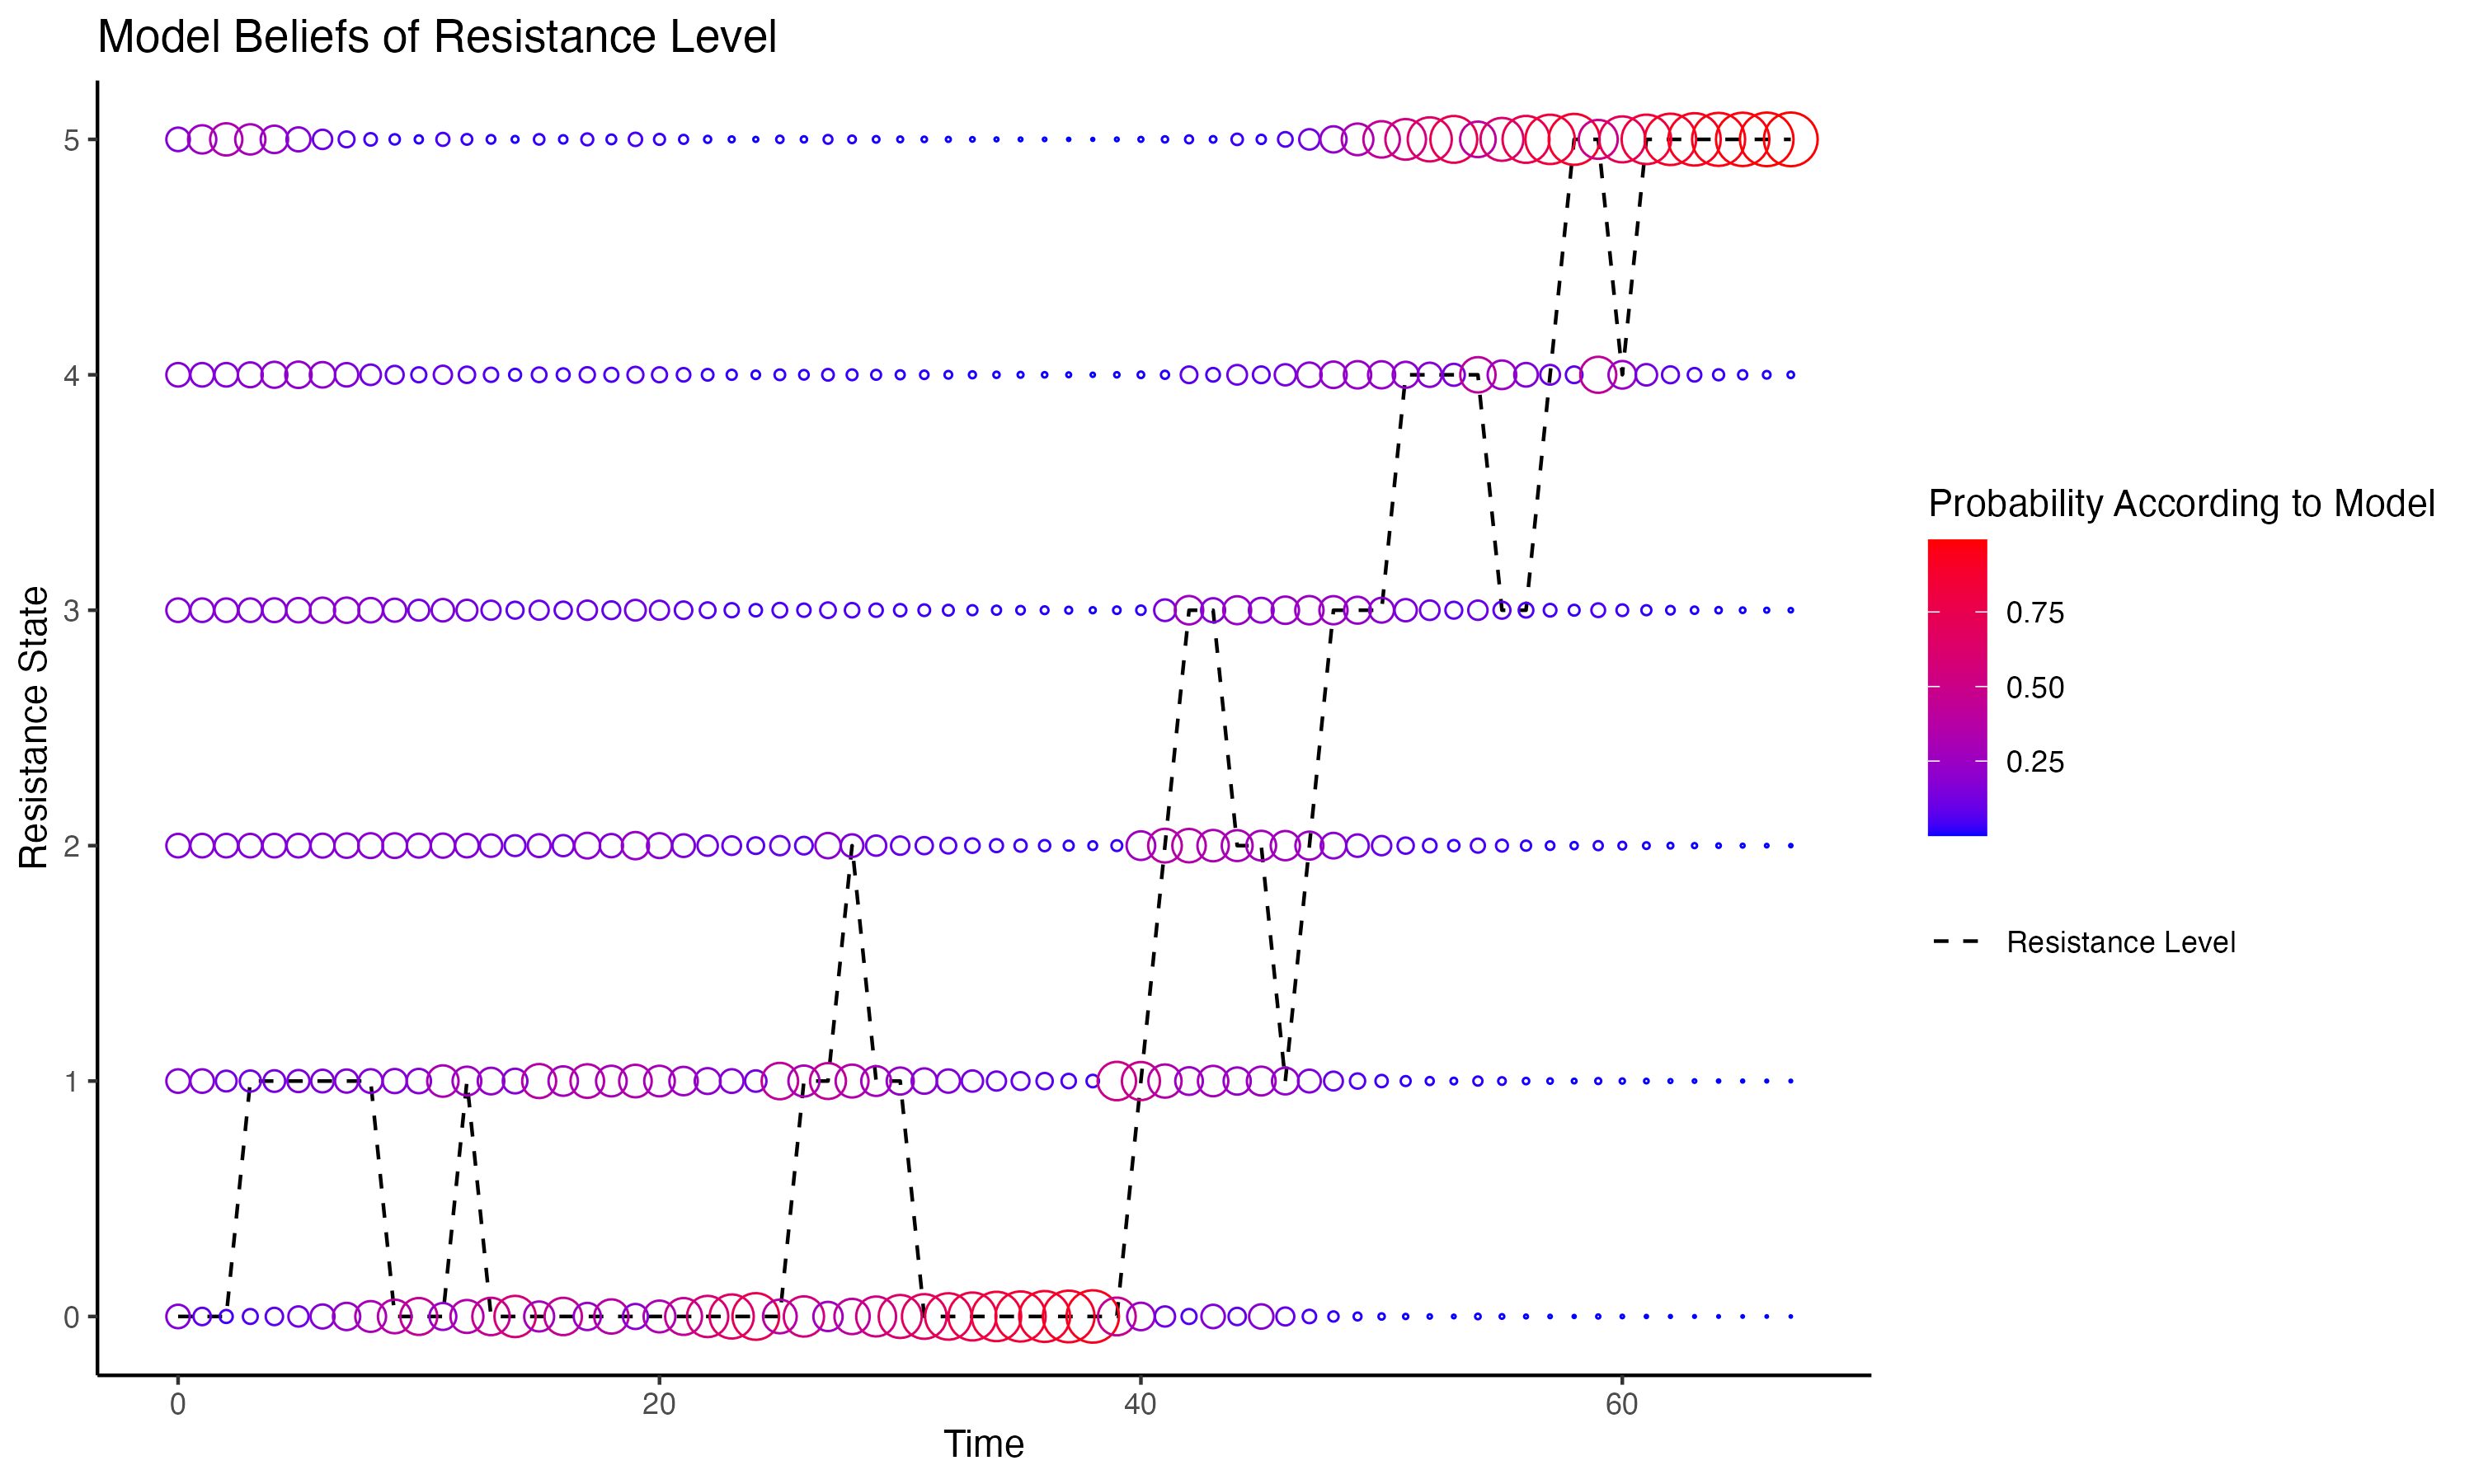 Model Beliefs of Resistance Level
Resistance State
5
4
3
2
1
0
0 20 40 60
Time
Probability According to Model
0.75
0.50
0.25
Resistance Level